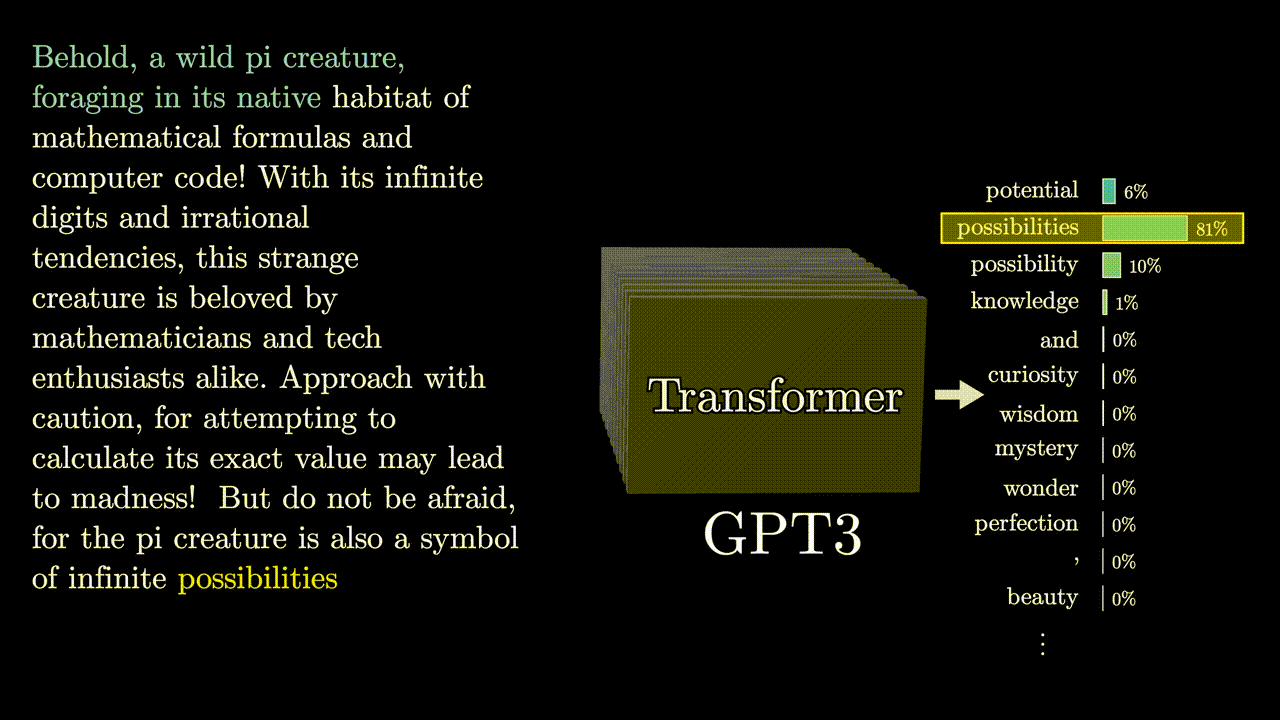 Behold, a wild pi creature,
foraging in its native habitat of
mathematical formulas and
computer code! With its infinite
digits and irrational
tendencies, this strange
creature is beloved by
mathematicians and tech
enthusiasts alike. Approach with
caution, for attempting to
calculate its exact value may lead
to madness!  But do not be afraid,
for the pi creature is also a symbol
of infinite possibilities
Transformer
GPT3
potential 6%
possibilities 81%
possibility 10%
knowledge 1%
and 0%
curiosity 0%
wisdom 0%
mystery 0%
wonder 0%
perfection 0%
, 0%
beauty 0%
⋮